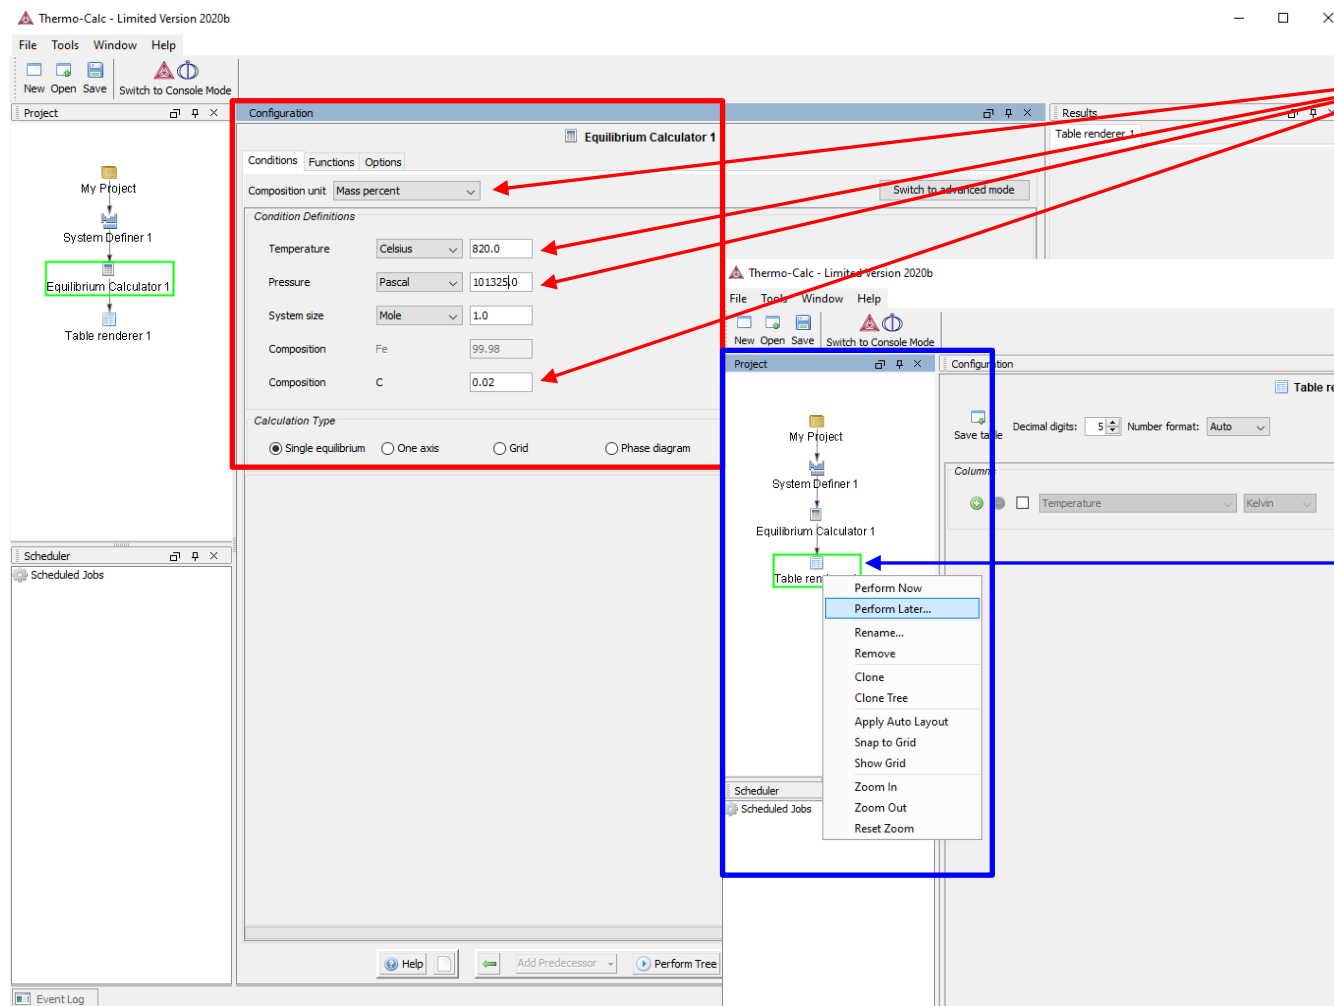 Thermo-Calc - Limited Version 2020b
File Tools Window Help
New Open Save Switch to Console Mode
Project
My Project
System Definer 1
Equilibrium Calculator 1
Table renderer 1
Scheduler
Scheduled Jobs
Event Log
Configuration
Equilibrium Calculator 1
Conditions Functions Options
Composition unit Mass percent Switch to advanced mode
Condition Definitions
Temperature Celsius 820.0
Pressure Pascal 101325.0
System size Mole 1.0
Composition Fe 99.98
Composition C 0.02
Calculation Type
Single equilibrium One axis Grid Phase diagram
Help Add Predecessor Perform Tree
Results
Table renderer 1
Thermo-Calc - Limited Version 2020b
File Tools Window Help
New Open Save Switch to Console Mode
Project
My Project
System Definer 1
Equilibrium Calculator 1
Table ren
Perform Now
Perform Later...
Rename...
Remove
Clone
Clone Tree
Apply Auto Layout
Snap to Grid
Show Grid
Zoom In
Zoom Out
Reset Zoom
Scheduler
Scheduled Jobs
Configuration
Table re
Save table Decimal digits: 5 Number format: Auto
Columns
Temperature Kelvin